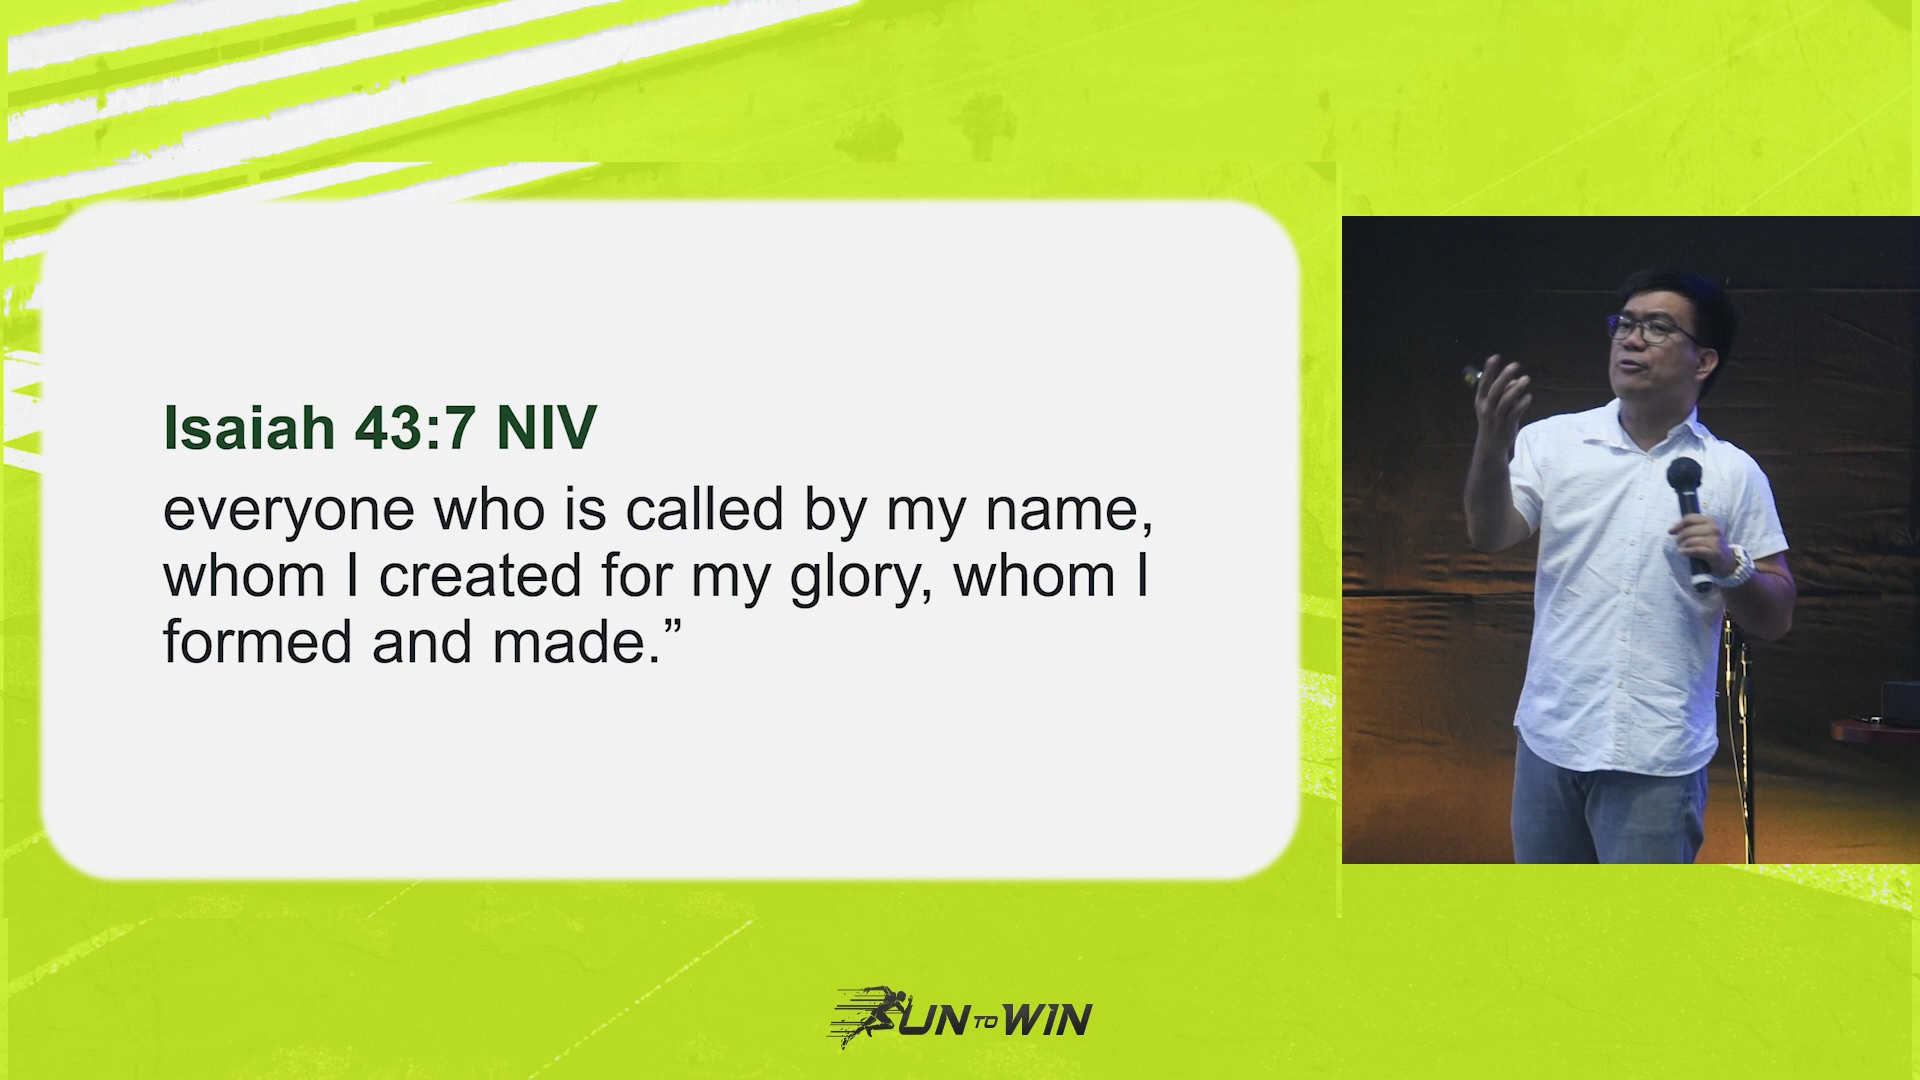 Isaiah 43:7 NIV
everyone who is called by my name,
whom I created for my glory, whom I
formed and made.”
UN TO WIN